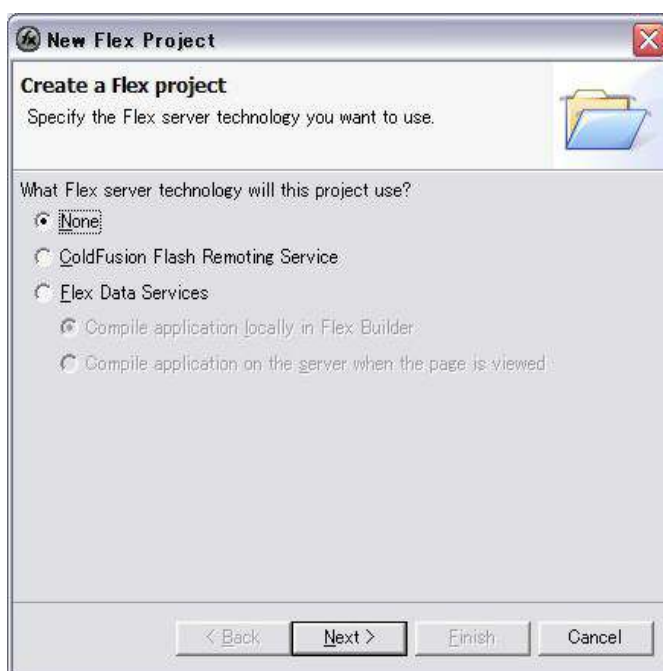 New Flex Project
Create a Flex project
Specify the Flex server technology you want to use.
What Flex server technology will this project use?
None
ColdFusion Flash Remoting Service
Flex Data Services
Compile application locally in Flex Builder
Compile application on the server when the page is viewed
< Back Next > Finish Cancel